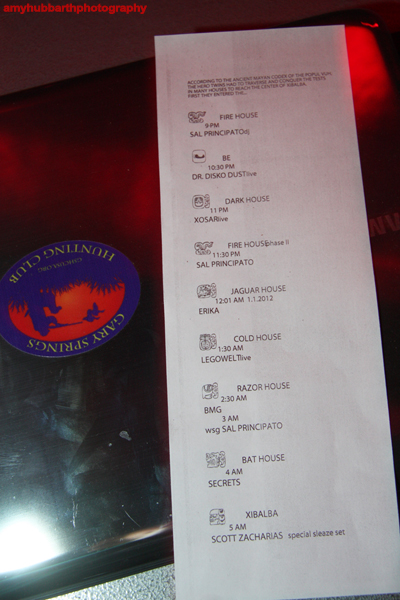 amyhubbarthphotography
ACCORDING TO THE ANCIENT MAYAN CODEX OF THE POPUL VUH,
THE HERO TWINS HAD TO TRAVERSE AND CONQUER THE TESTS
IN MANY HOUSES TO REACH THE CENTER OF XIBALBA.
FIRST THEY ENTERED THE...
FIRE HOUSE
9 PM
SAL PRINCIPATOdj
BE
10:30 PM
DR. DISKO DUSTlive
DARK HOUSE
11 PM
XOSARlive
FIRE HOUSEphase II
11:30 PM
SAL PRINCIPATO
JAGUAR HOUSE
12:01 AM 1.1.2012
ERIKA
COLD HOUSE
1:30 AM
LEGOWELTlive
RAZOR HOUSE
2:30 AM
BMG
3 AM
wsg SAL PRINCIPATO
BAT HOUSE
4 AM
SECRETS
XIBALBA
5 AM
SCOTT ZACHARIAS special sleaze set
GARY SPRINGS
HUNTING CLUB